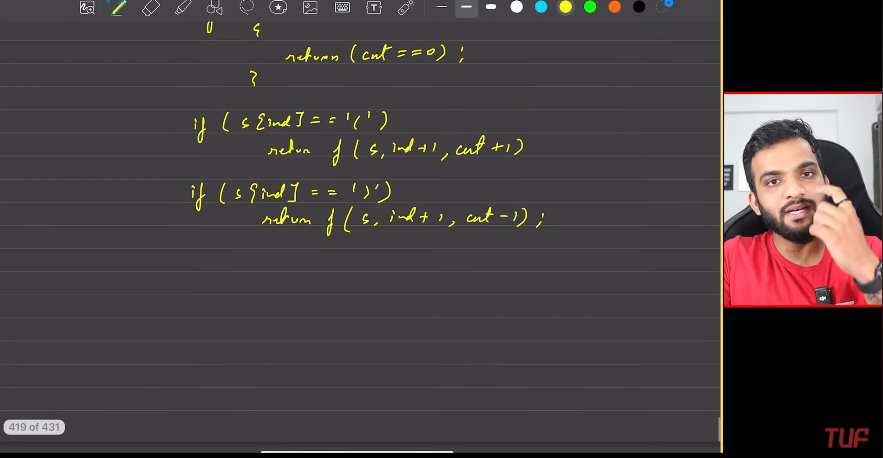 {
return (cnt == 0) ;
}
if ( s[ind] == '(' )
return f ( s, ind+1, cnt +1)
if ( s[ind] == ')' )
return f ( s, ind+1, cnt -1) ;
419 of 431
TUF